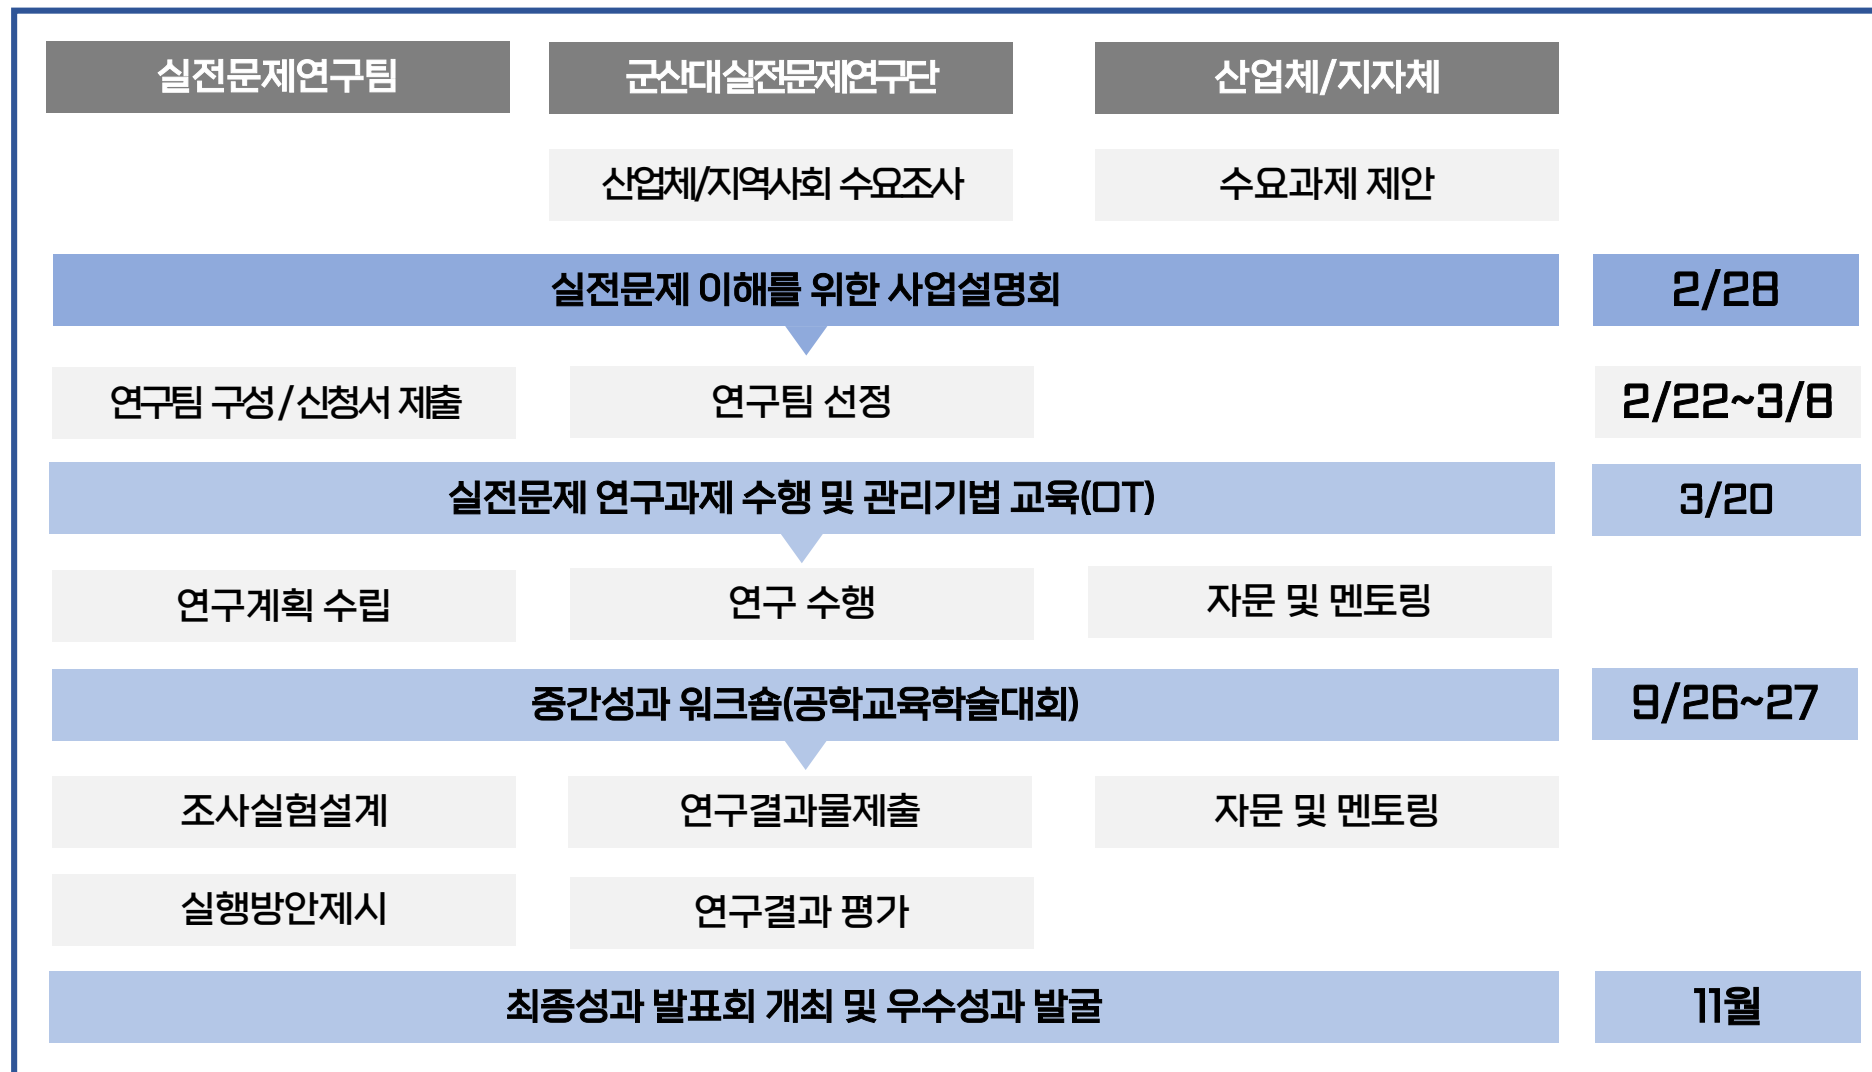 실전문제연구팀
군산대실전문제연구단
산업체/지자체
산업체/지역사회 수요조사
수요과제 제안
실전문제 이해를 위한 사업설명회
2/28
연구팀 구성/신청서 제출
연구팀 선정
2/22~3/8
실전문제 연구과제 수행 및 관리기법 교육(OT)
3/20
연구계획 수립
연구 수행
자문 및 멘토링
중간성과 워크숍(공학교육학술대회)
9/26~27
조사실험설계
연구결과물제출
자문 및 멘토링
실행방안제시
연구결과 평가
최종성과 발표회 개최 및 우수성과 발굴
11월